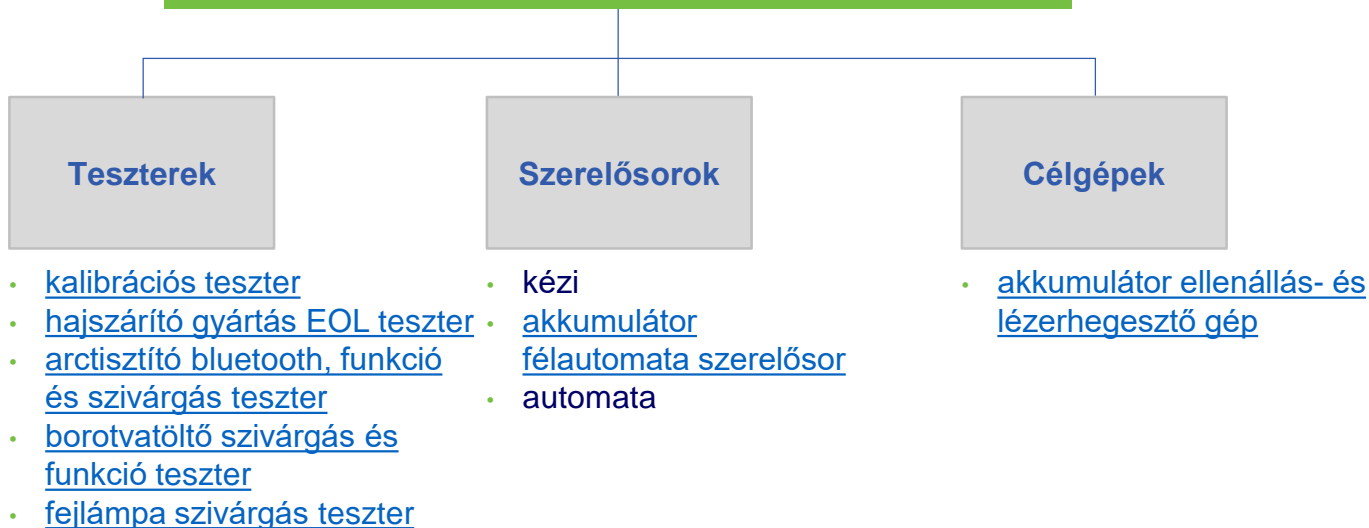 Teszterek
kalibrációs teszter
hajszárító gyártás EOL teszter
arctisztító bluetooth, funkció
és szivárgás teszter
borotvatöltő szivárgás és
funkció teszter
fejlámpa szivárgás teszter
Szerelősorok
kézi
akkumulátor
félautomata szerelősor
automata
Célgépek
akkumulátor ellenállás- és
lézerhegesztő gép